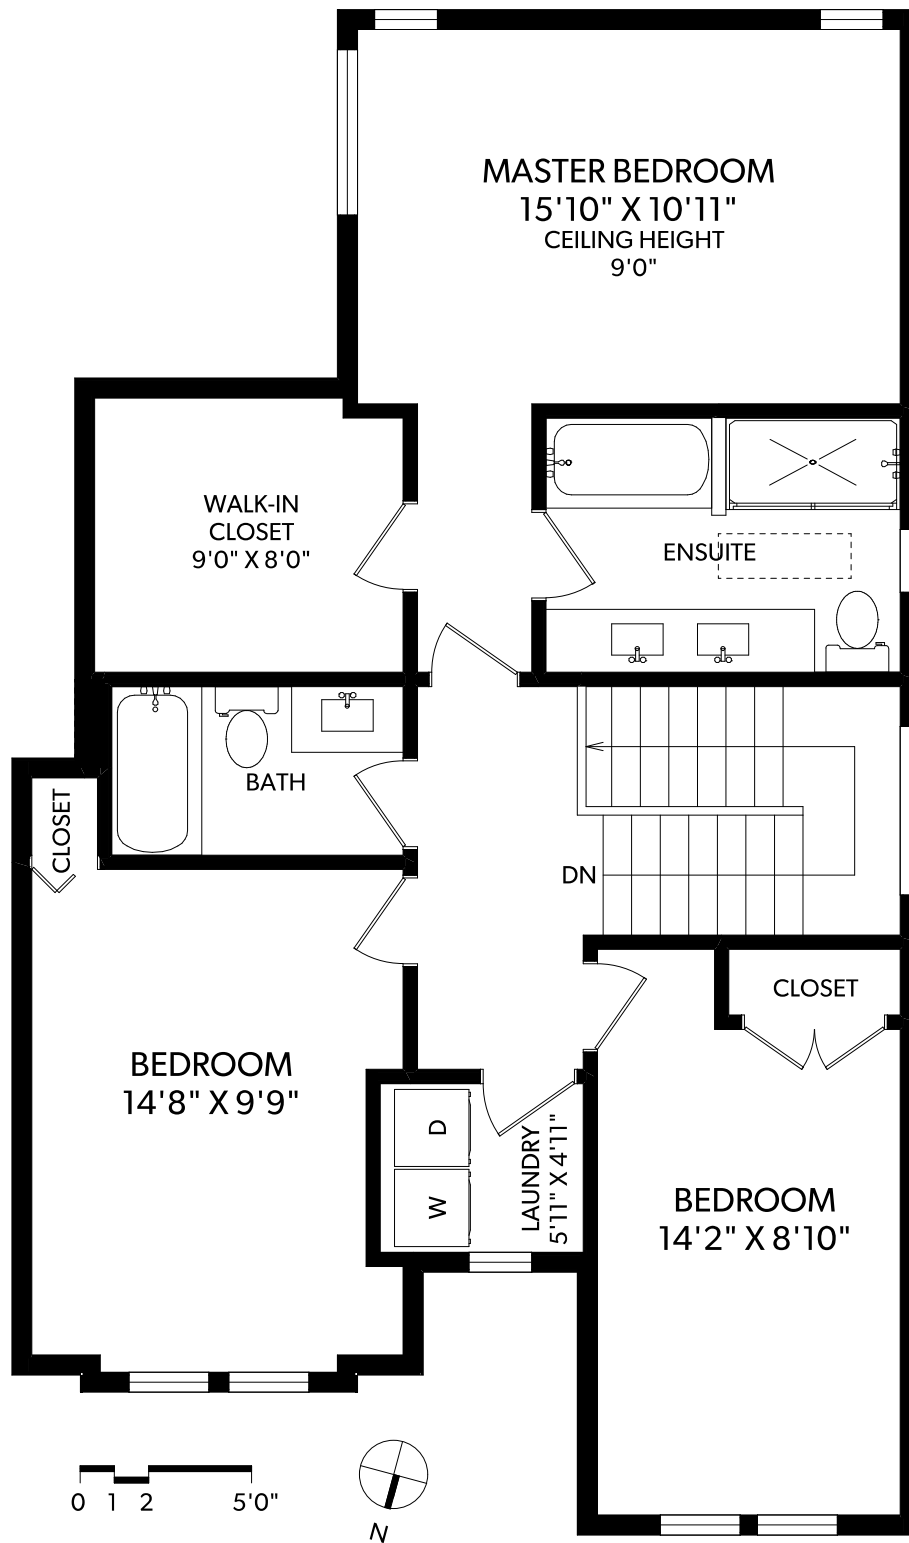 MASTER BEDROOM
15'10" X 10'11"
CEILING HEIGHT
9'0"
WALK-IN
CLOSET
9'0" X 8'0"
ENSUITE
BATH
CLOSET
DN
CLOSET
BEDROOM
14'8" X 9'9"
D
W
LAUNDRY
5'11" X 4'11"
BEDROOM
14'2" X 8'10"
0 1 2 5'0"
N